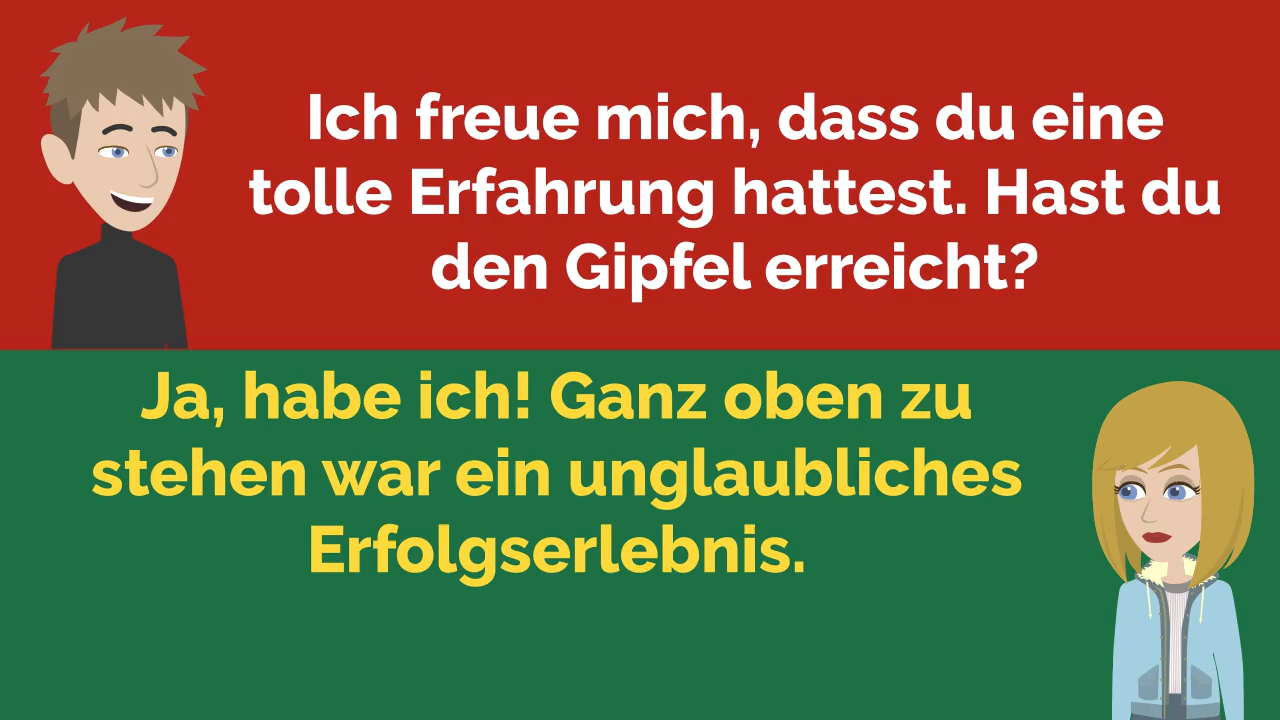 Ich freue mich, dass du eine
tolle Erfahrung hattest. Hast du
den Gipfel erreicht?
Ja, habe ich! Ganz oben zu
stehen war ein unglaubliches
Erfolgserlebnis.